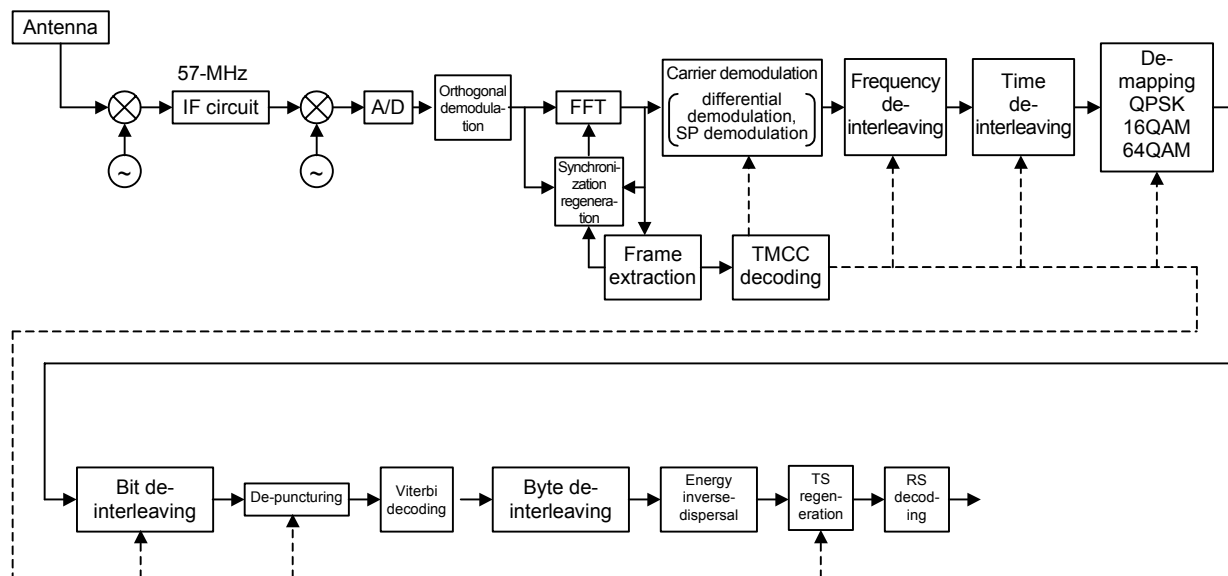 Antenna
57-MHz
IF circuit
~
~
A/D
Orthogonal
demodula-
tion
FFT
Synchroni-
zation
regenera-
tion
Carrier demodulation
differential
demodulation,
SP demodulation
Frequency
de-
interleaving
Time
de-
interleaving
De-
mapping
QPSK
16QAM
64QAM
Frame
extraction
TMCC
decoding
Bit de-
interleaving
De-puncturing
Viterbi
decoding
Byte de-
interleaving
Energy
inverse-
dispersal
TS
regen-
eration
RS
decod-
ing